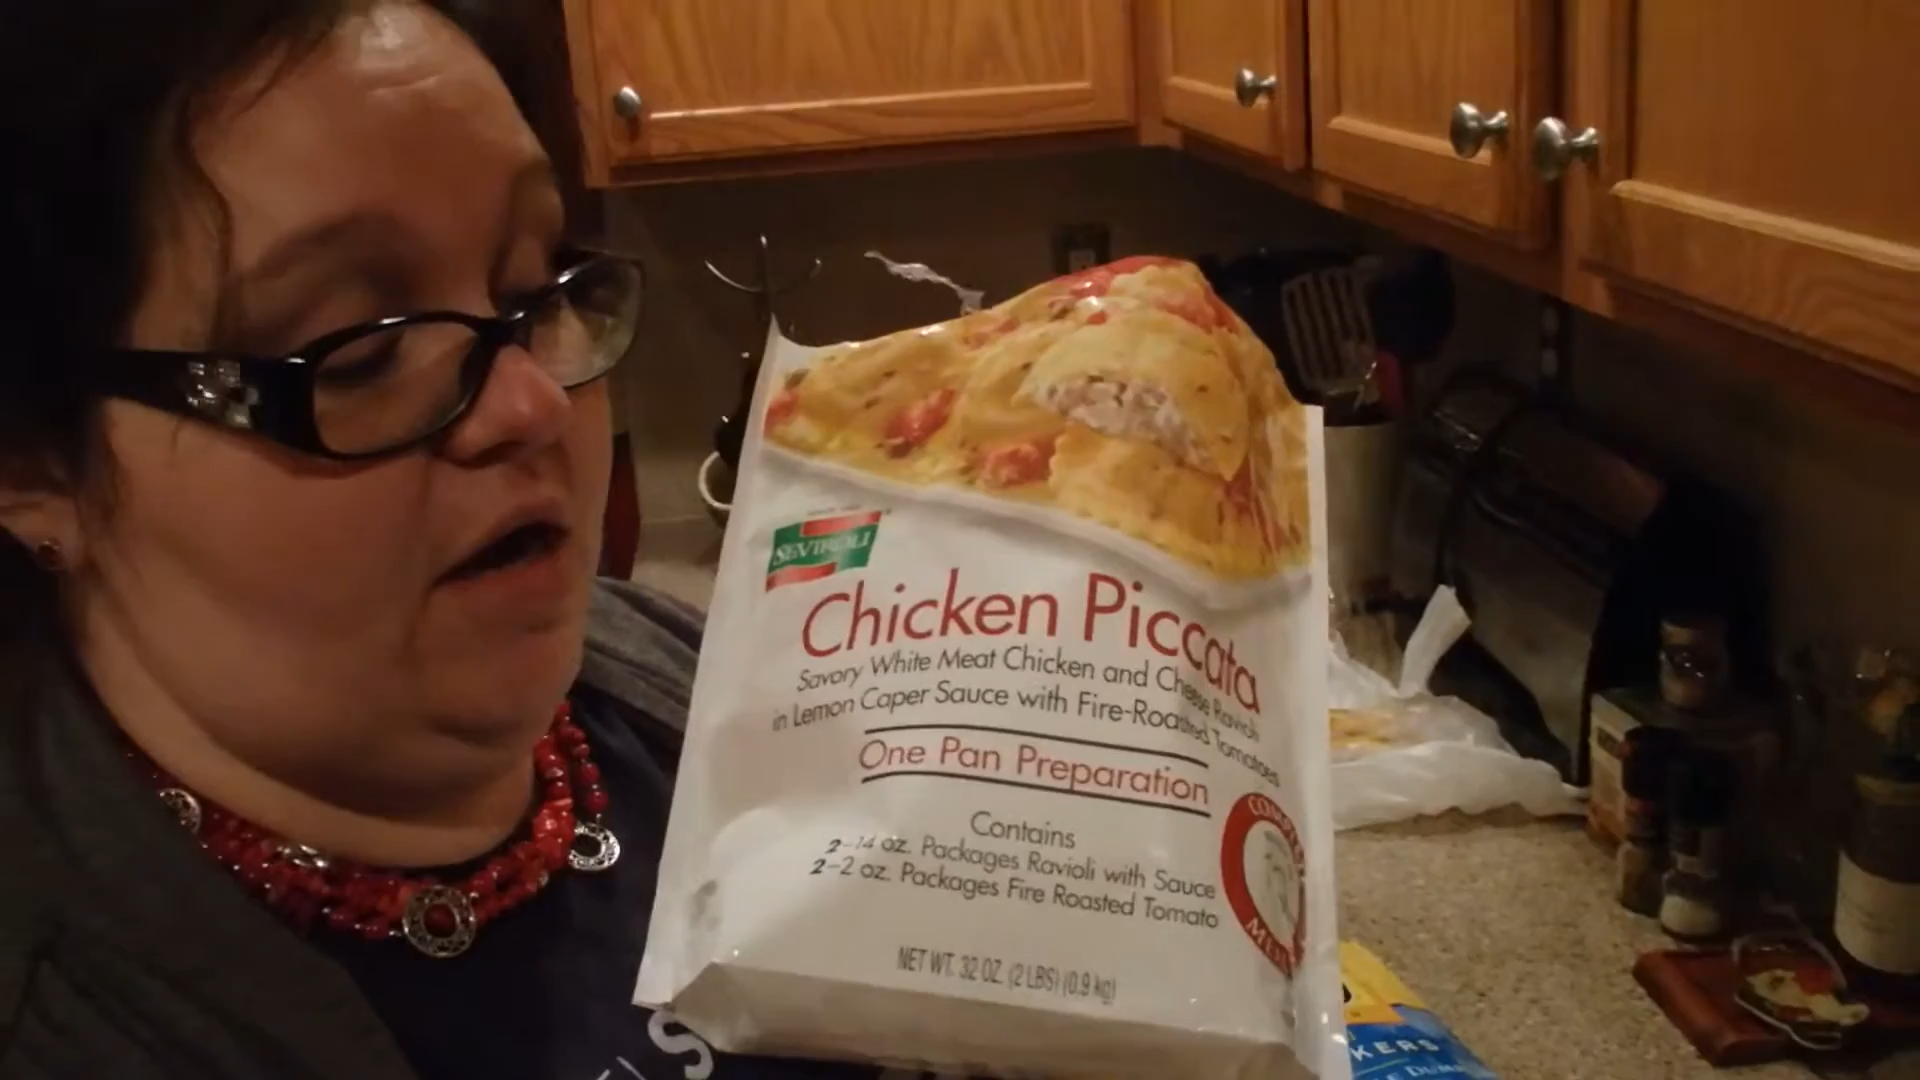 SEVIROLI
Chicken Piccata
Savory White Meat Chicken and Cheese Ravioli
in Lemon Caper Sauce with Fire-Roasted Tomatoes
One Pan Preparation
Contains
2-14 oz. Packages Ravioli with Sauce
2-2 oz. Packages Fire Roasted Tomato
NET WT. 32 OZ. (2 LBS) (0.9 kg)
KERS